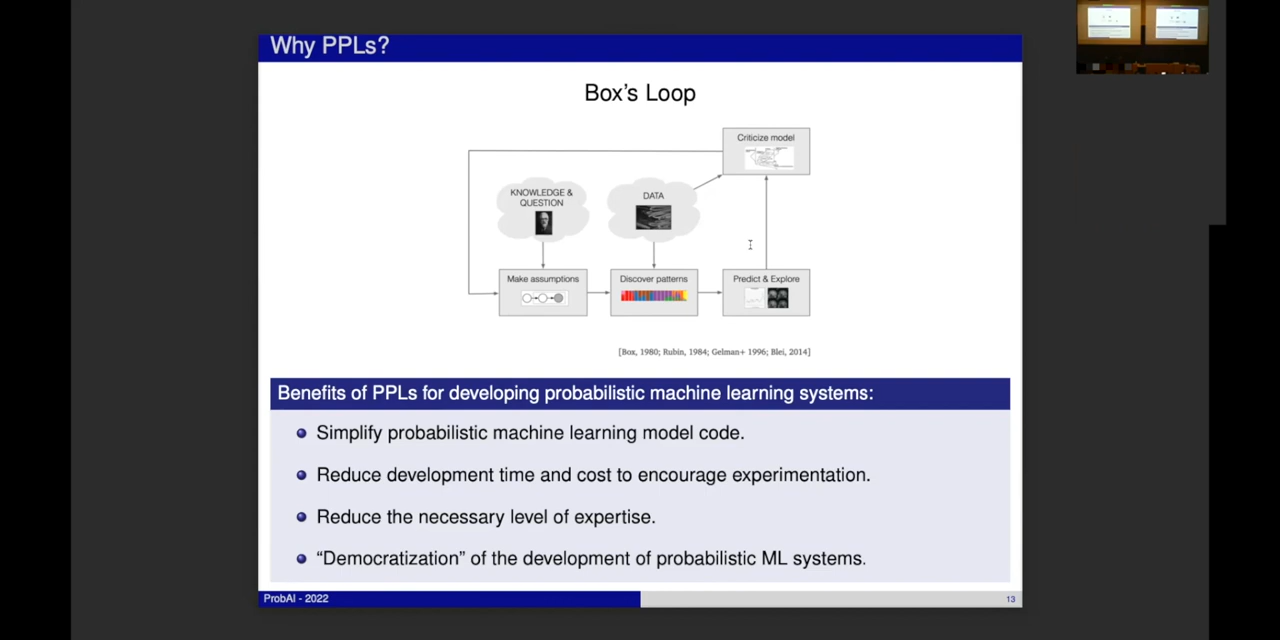 Why PPLs?
Box's Loop
Criticize model
KNOWLEDGE &
QUESTION
DATA
Make assumptions
Discover patterns
Predict & Explore
[Box, 1980; Rubin, 1984; Gelman+ 1996; Blei, 2014]
Benefits of PPLs for developing probabilistic machine learning systems:
Simplify probabilistic machine learning model code.
Reduce development time and cost to encourage experimentation.
Reduce the necessary level of expertise.
“Democratization” of the development of probabilistic ML systems.
ProbAI - 2022
13